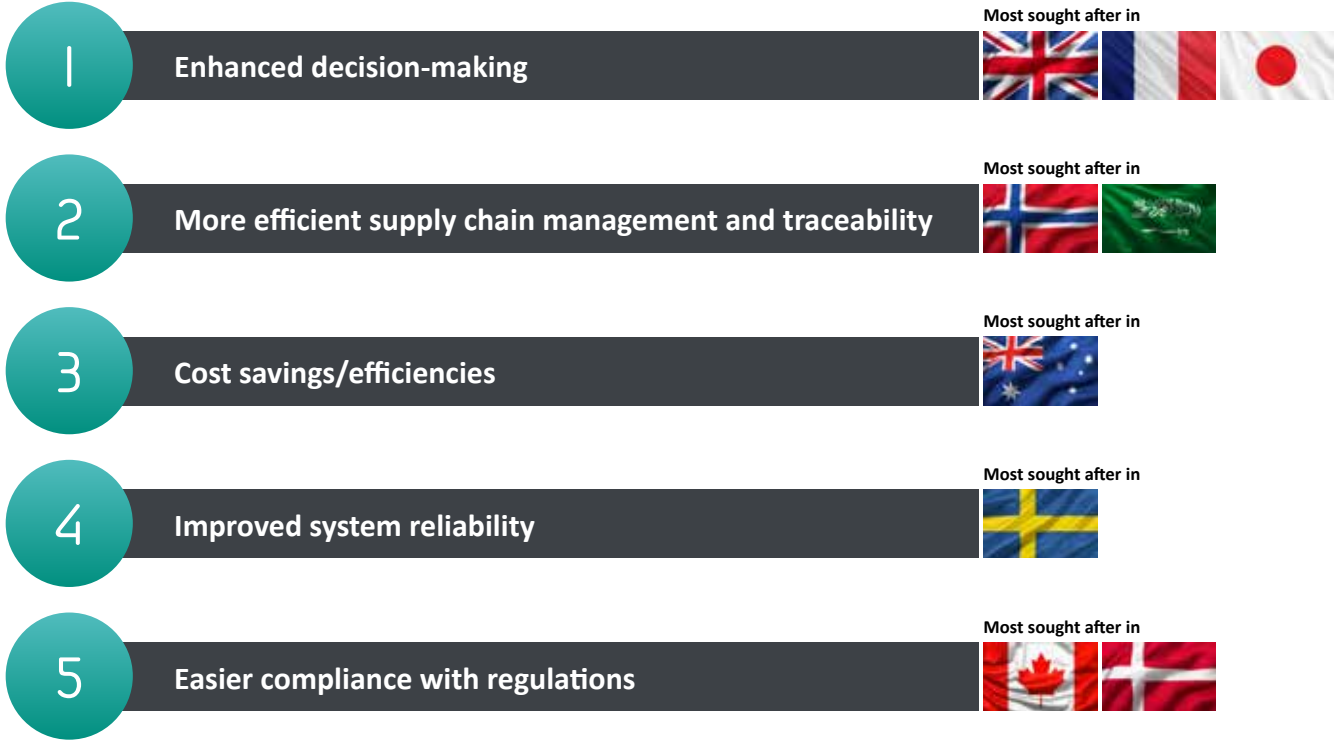 Most sought after in
1
Enhanced decision-making
Most sought after in
2
More efficient supply chain management and traceability
Most sought after in
3
Cost savings/efficiencies
Most sought after in
4
Improved system reliability
Most sought after in
5
Easier compliance with regulations